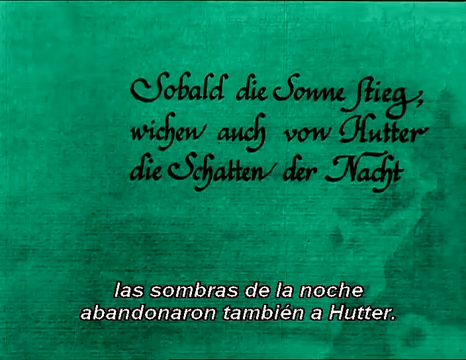 Sobald die Sonne stieg,
wichen auch von Hutter
die Schatten der Nacht
las sombras de la noche
abandonaron también a Hutter.